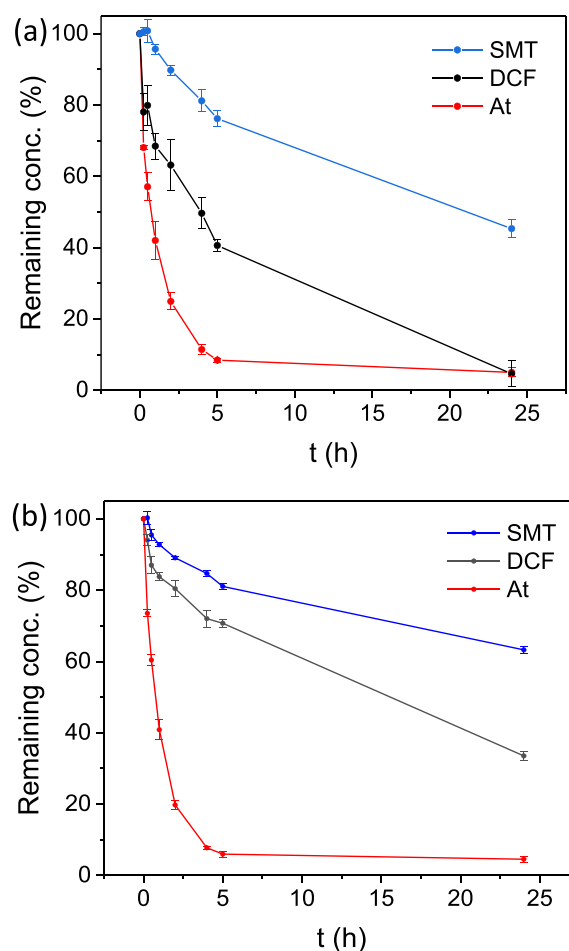 (a)
100
80
60
40
20
0
Remaining conc. (%)
SMT
DCF
At
0 5 10 15 20 25
t (h)
(b)
100
80
60
40
20
0
Remaining conc. (%)
SMT
DCF
At
0 5 10 15 20 25
t (h)